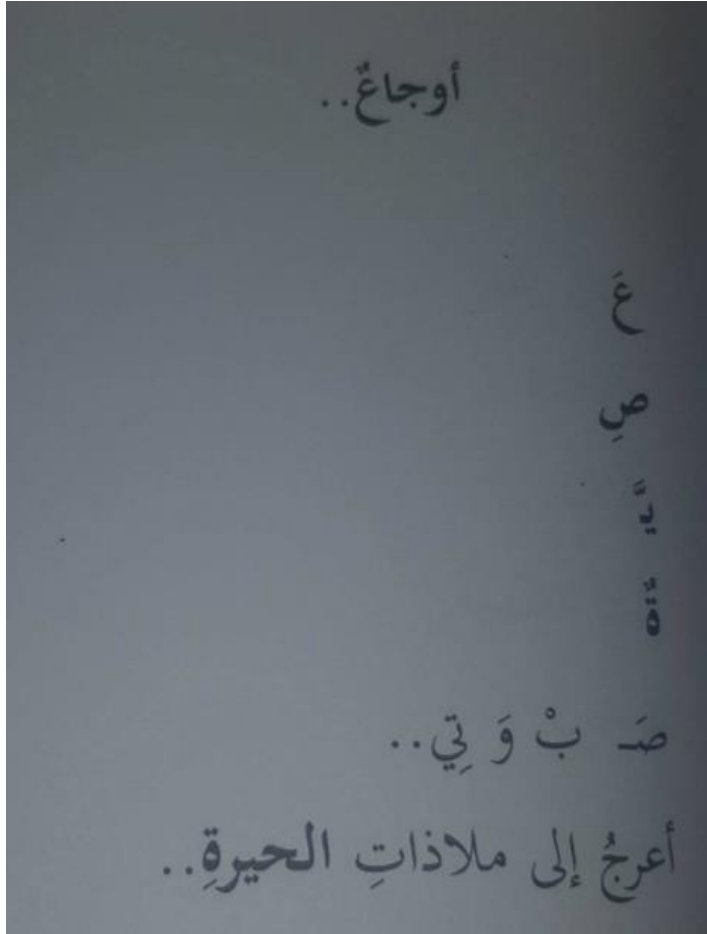 أوجاعٌ..
عَ
صِ
يَّـ
ةٌ
صَـ بْ وَ تِي..
أعرجُ إلى ملاذاتِ الحيرةِ..